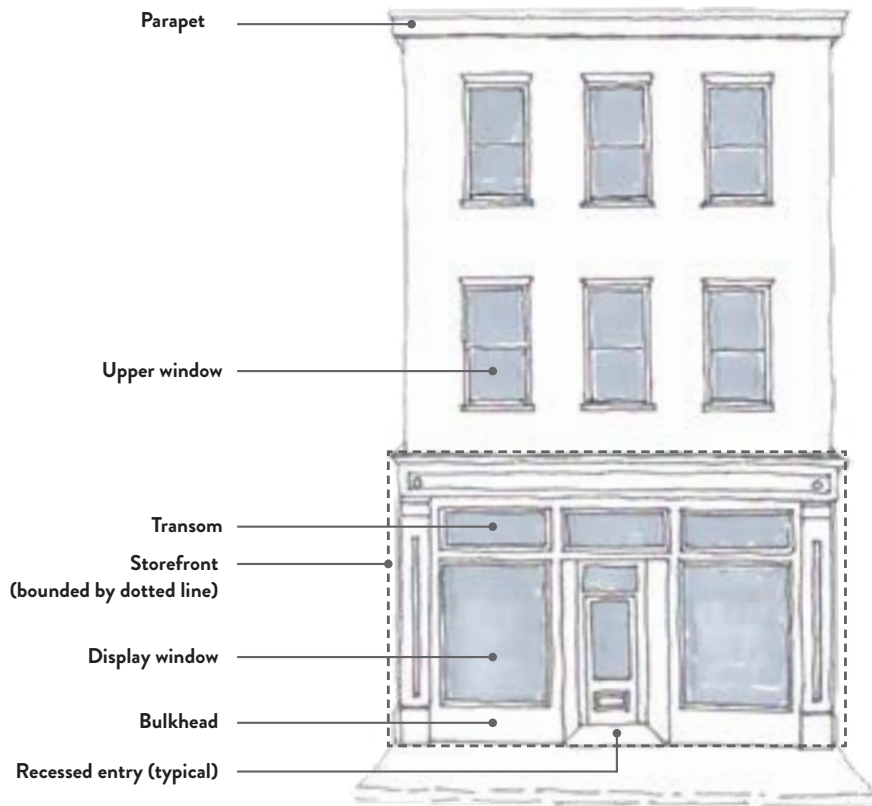 Parapet
Upper window
Transom
Storefront
(bounded by dotted line)
Display window
Bulkhead
Recessed entry (typical)